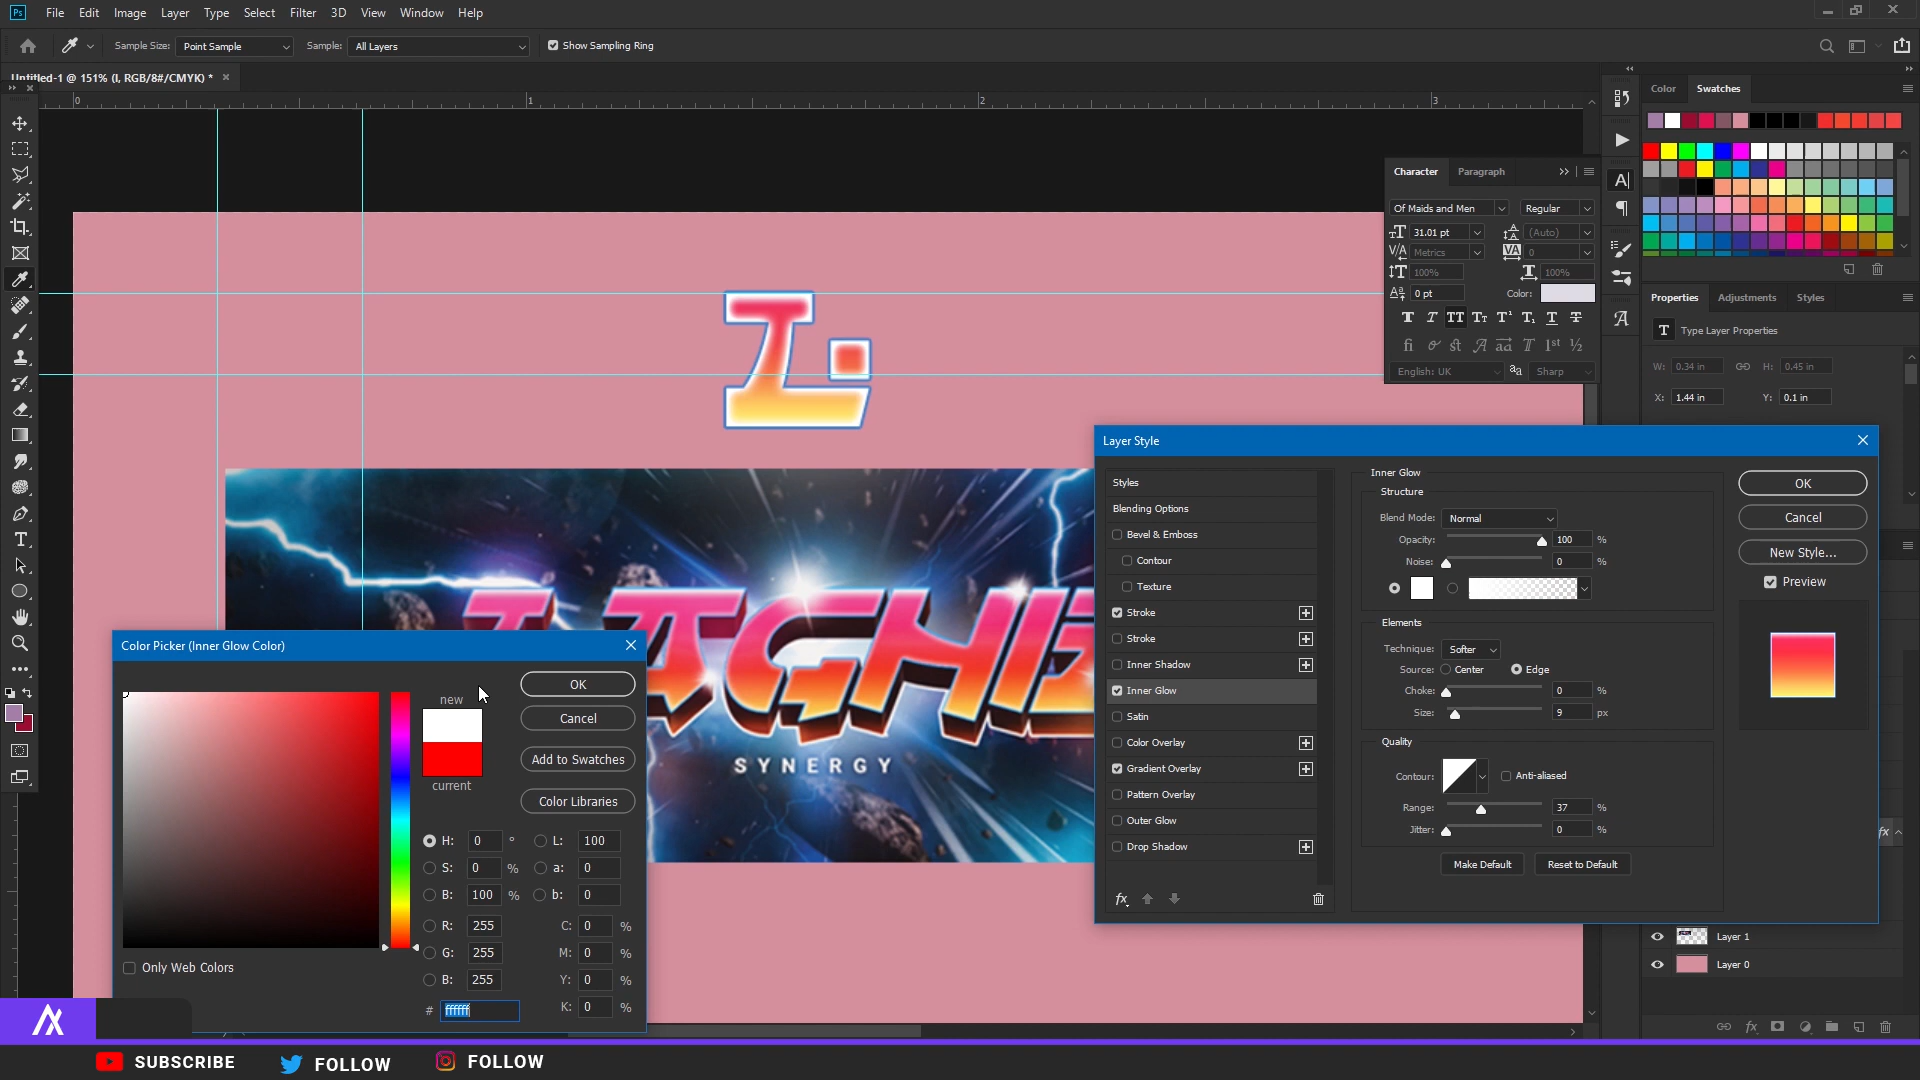 Ps File Edit Image Layer Type Select Filter 3D View Window Help
Sample Size: Point Sample Sample: All Layers Show Sampling Ring
Untitled-1 @ 151% (I, RGB/8#/CMYK) *
0 1 2 3
Color Swatches
Character Paragraph
Of Maids and Men Regular
31.01 pt (Auto)
Metrics 0
100% 100%
0 pt Color:
English: UK Sharp
Properties Adjustments Styles
Type Layer Properties
W: 0.34 in H: 0.45 in
X: 1.44 in Y: 0.1 in
I.
SYNERGY
Layer Style
Styles
Blending Options
Bevel & Emboss
Contour
Texture
Stroke
Stroke
Inner Shadow
Inner Glow
Satin
Color Overlay
Gradient Overlay
Pattern Overlay
Outer Glow
Drop Shadow
fx
Inner Glow
Structure
Blend Mode: Normal
Opacity: 100 %
Noise: 0 %
Elements
Technique: Softer
Source: Center Edge
Choke: 0 %
Size: 9 px
Quality
Contour: Anti-aliased
Range: 37 %
Jitter: 0 %
Make Default Reset to Default
OK
Cancel
New Style...
Preview
Color Picker (Inner Glow Color)
new
current
OK
Cancel
Add to Swatches
Color Libraries
H: 0 ° L: 100
S: 0 % a: 0
B: 100 % b: 0
R: 255 C: 0 %
G: 255 M: 0 %
B: 255 Y: 0 %
# ffffff K: 0 %
Only Web Colors
fx
Layer 1
Layer 0
fx
SUBSCRIBE FOLLOW FOLLOW